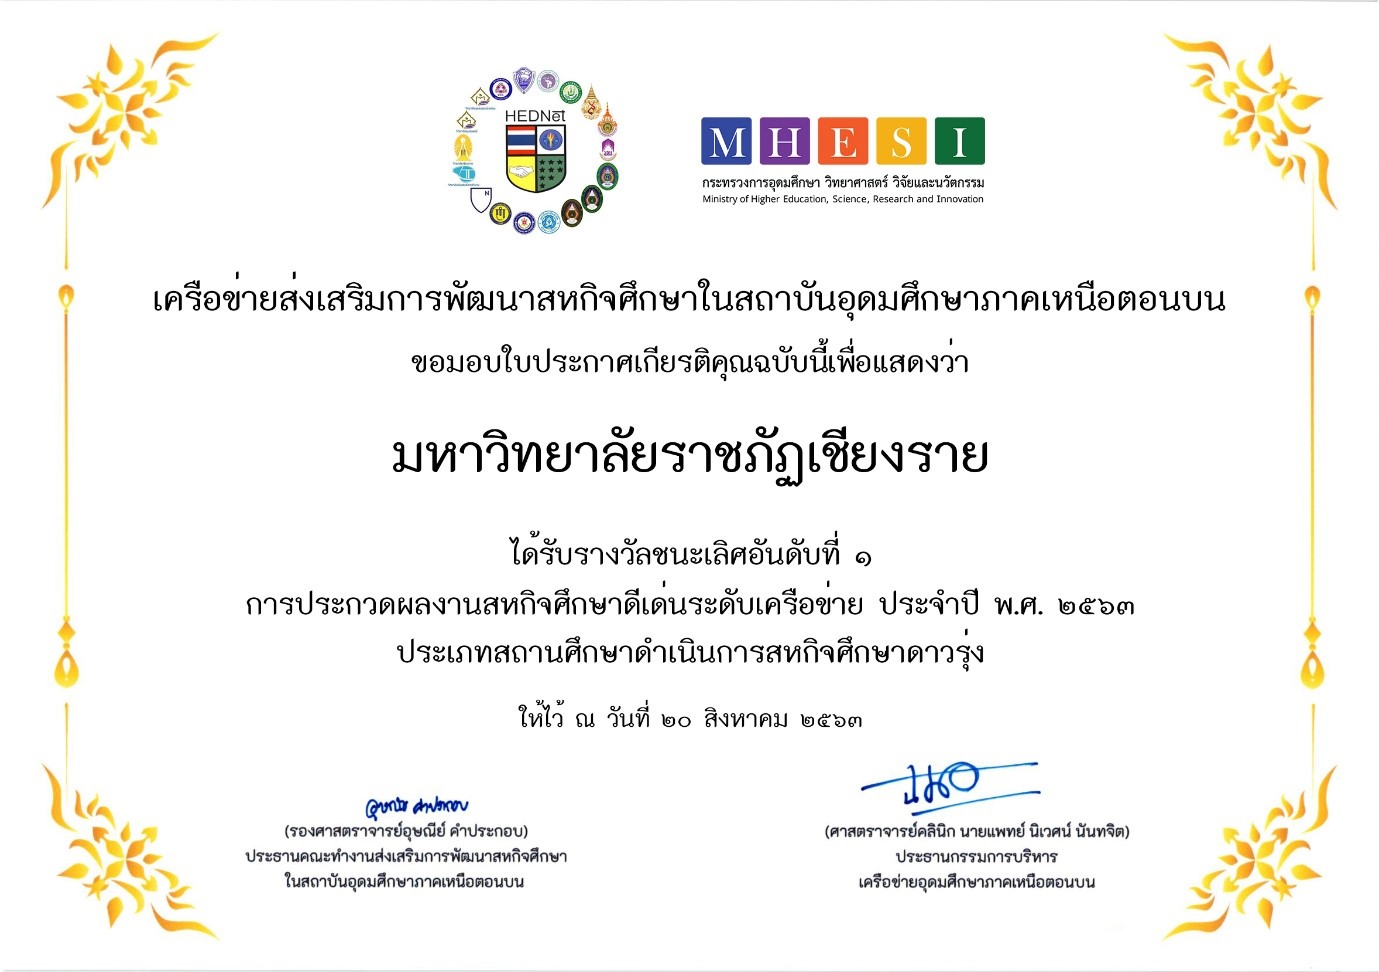 HEDNet
N
MHESI
กระทรวงการอุดมศึกษา วิทยาศาสตร์ วิจัยและนวัตกรรม
Ministry of Higher Education, Science, Research and Innovation
เครือข่ายส่งเสริมการพัฒนาสหกิจศึกษาในสถาบันอุดมศึกษาภาคเหนือตอนบน
ขอมอบใบประกาศเกียรติคุณฉบับนี้เพื่อแสดงว่า
มหาวิทยาลัยราชภัฏเชียงราย
ได้รับรางวัลชนะเลิศอันดับที่ ๑
การประกวดผลงานสหกิจศึกษาดีเด่นระดับเครือข่าย ประจำปี พ.ศ. ๒๕๖๓
ประเภทสถานศึกษาดำเนินการสหกิจศึกษาดาวรุ่ง
ให้ไว้ ณ วันที่ ๒๐ สิงหาคม ๒๕๖๓
อุษณีย์ คำประกอบ
(รองศาสตราจารย์อุษณีย์ คำประกอบ)
ประธานคณะทำงานส่งเสริมการพัฒนาสหกิจศึกษา
ในสถาบันอุดมศึกษาภาคเหนือตอนบน
(ศาสตราจารย์คลินิก นายแพทย์ นิเวศน์ นันทจิต)
ประธานกรรมการบริหาร
เครือข่ายอุดมศึกษาภาคเหนือตอนบน